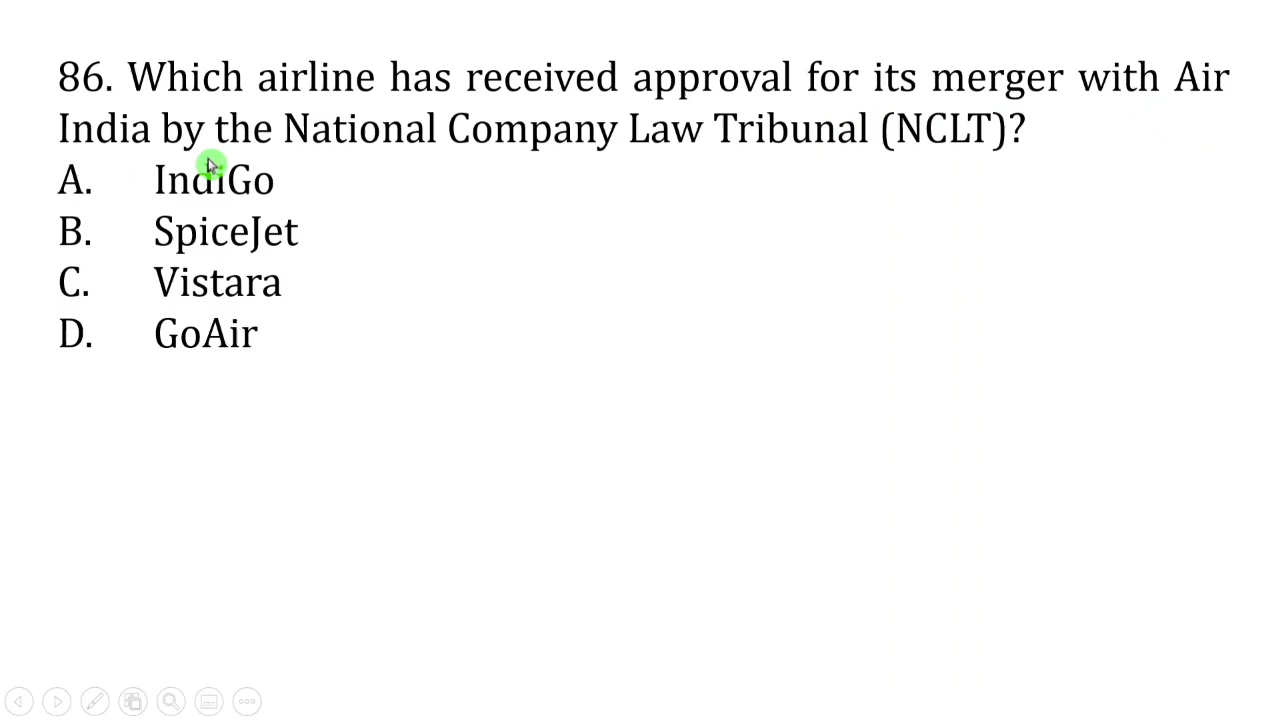 86. Which airline has received approval for its merger with Air
India by the National Company Law Tribunal (NCLT)?
A. IndiGo
B. SpiceJet
C. Vistara
D. GoAir